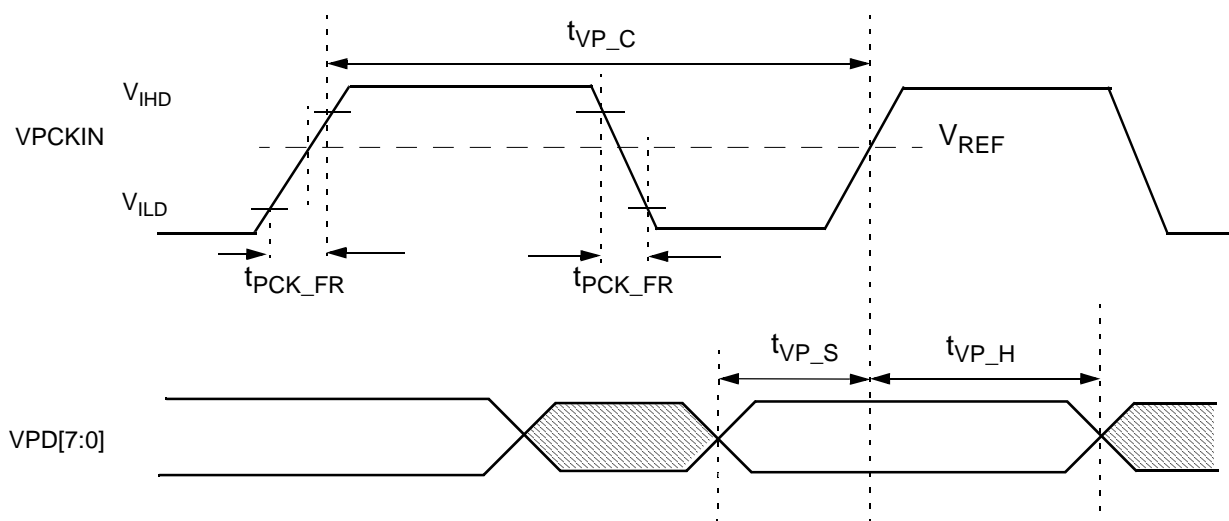 tVP_C
VIHD
VPCKIN
VREF
VILD
tPCK_FR
tPCK_FR
tVP_S
tVP_H
VPD[7:0]